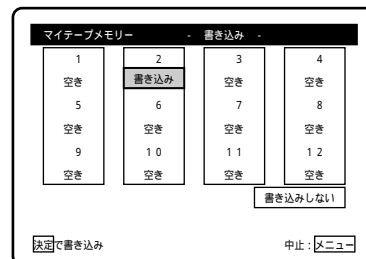 マイテープメモリー - 書き込み -
1 2 3 4
空き 書き込み 空き 空き
5 6 7 8
空き 空き 空き 空き
9 10 11 12
空き 空き 空き 空き
書き込みしない
決定で書き込み 中止:メニュー